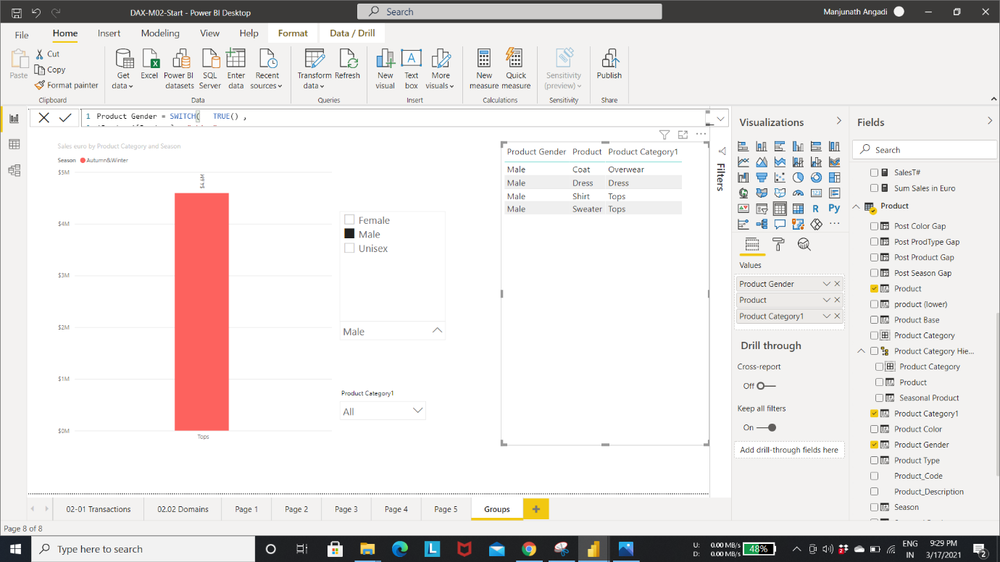 DAX-M02-Start - Power BI Desktop
Search
Manjunath Angadi
File Home Insert Modeling View Help Format Data / Drill
Paste
Cut
Copy
Format painter
Clipboard
Get data
Excel
Power BI datasets
SQL Server
Enter data
Recent sources
Data
Transform data
Refresh
Queries
New visual
Text box
More visuals
Insert
New measure
Quick measure
Calculations
Sensitivity (preview)
Sensitivity
Publish
Share
1 Product Gender = SWITCH( TRUE() ,
Sales euro by Product Category and Season
Season Autumn&Winter
$5M
$4M
$3M
$2M
$1M
$0M
$4.6M
Tops
Female
Male
Unisex
Male
Product Category1
All
Product Gender Product Product Category1
Male Coat Overwear
Male Dress Dress
Male Shirt Tops
Male Sweater Tops
Filters
Visualizations
R Py
123
Values
Product Gender
Product
Product Category1
Drill through
Cross-report
Off
Keep all filters
On
Add drill-through fields here
Fields
Search
SalesT#
Sum Sales in Euro
Product
Post Color Gap
Post ProdType Gap
Post Product Gap
Post Season Gap
Product
product (lower)
Product Base
Product Category
Product Category Hie...
Product Category
Product
Seasonal Product
Product Category1
Product Color
Product Gender
Product Type
Product_Code
Product_Description
Season
02-01 Transactions 02.02 Domains Page 1 Page 2 Page 3 Page 4 Page 5 Groups
Page 8 of 8
Type here to search
U: 0.00 MB/s
D: 0.00 MB/s
48%
ENG
IN
9:29 PM
3/17/2021
2